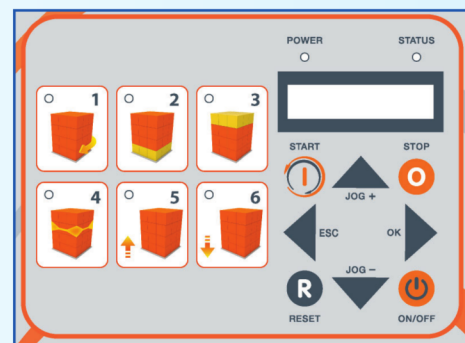 POWER STATUS
1 2 3
START STOP
JOG +
4 5 6
ESC OK
JOG –
R
RESET ON/OFF